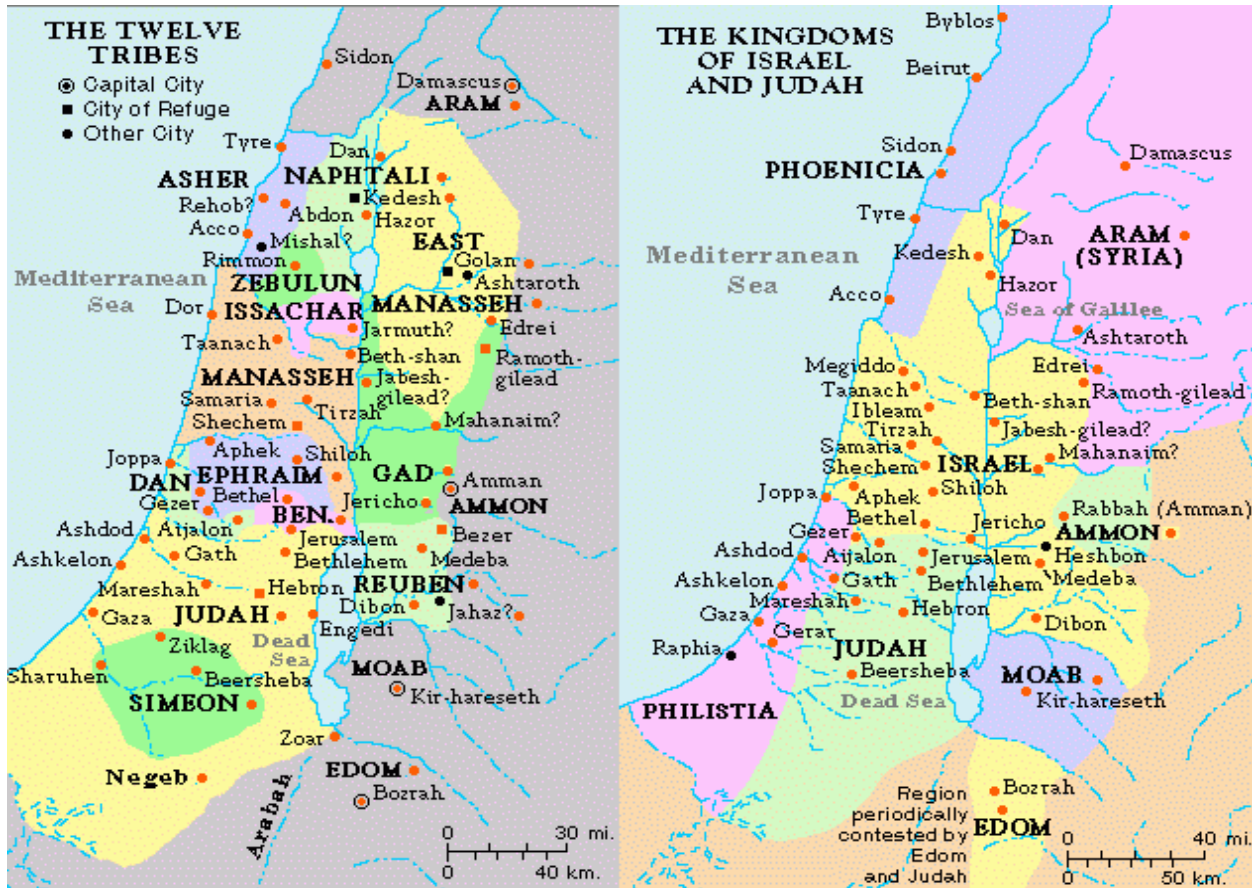 THE TWELVE
TRIBES
Capital City
City of Refuge
Other City
Sidon
Damascus
ARAM
Tyre
Dan
ASHER
NAPHTALI
Rehob?
Kedesh
Abdon
Hazor
Acco
Mishal?
EAST
Golan
Rimmon
Ashtaroth
Mediterranean
Sea
ZEBULUN
ISSACHAR
MANASSEH
Dor
Jarmuth?
Edrei
Taanach
Beth-shan
Ramoth-
gilead
MANASSEH
Jabesh-
gilead?
Samaria
Tirzah
Shechem
Mahanaim?
Aphek
Shiloh
Joppa
EPHRAIM
GAD
DAN
Amman
Bethel
Gezer
Jericho
AMMON
BEN.
Ashdod
Aijalon
Jerusalem
Bezer
Ashkelon
Gath
Bethlehem
Medeba
REUBEN
Mareshah
Hebron
Dibon
Jahaz?
Gaza
JUDAH
Engedi
Ziklag
Dead
Sea
Sharuhen
Beersheba
MOAB
SIMEON
Kir-hareseth
Zoar
Negeb
EDOM
Arabah
Bozrah
0 30 mi.
0 40 km.
THE KINGDOMS
OF ISRAEL
AND JUDAH
Byblos
Beirut
Sidon
Damascus
PHOENICIA
Tyre
Dan
ARAM
(SYRIA)
Kedesh
Mediterranean
Sea
Hazor
Acco
Sea of Galilee
Ashtaroth
Megiddo
Edrei
Taanach
Beth-shan
Ramoth-gilead
Ibleam
Tirzah
Jabesh-gilead?
Samaria
Mahanaim?
Shechem
ISRAEL
Joppa
Aphek
Shiloh
Bethel
Jericho
Rabbah (Amman)
Gezer
AMMON
Ashdod
Aijalon
Jerusalem
Heshbon
Ashkelon
Gath
Bethlehem
Medeba
Mareshah
Hebron
Gaza
Dibon
Gerar
Raphia
JUDAH
Beersheba
MOAB
Dead Sea
Kir-hareseth
PHILISTIA
Region
periodically
contested by
Edom
and Judah
Bozrah
EDOM
0 40 mi.
0 50 km.